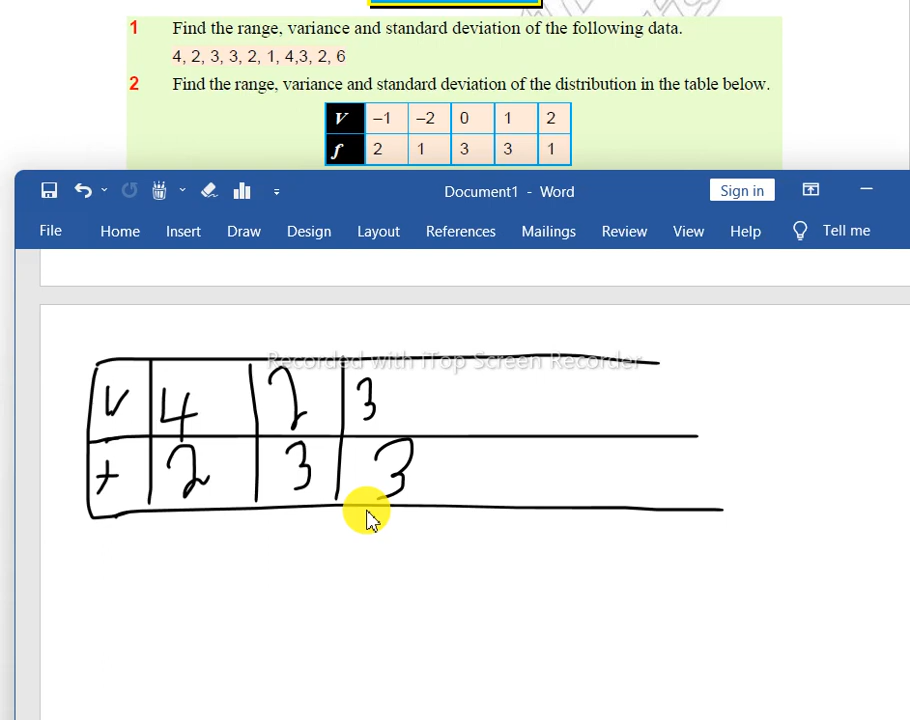 1 Find the range, variance and standard deviation of the following data.
4, 2, 3, 3, 2, 1, 4,3, 2, 6
2 Find the range, variance and standard deviation of the distribution in the table below.
V –1 –2 0 1 2
f 2 1 3 3 1
Document1 - Word
Sign in
File Home Insert Draw Design Layout References Mailings Review View Help Tell me
Recorded with iTop Screen Recorder
V 4 2 3
f 2 3 3